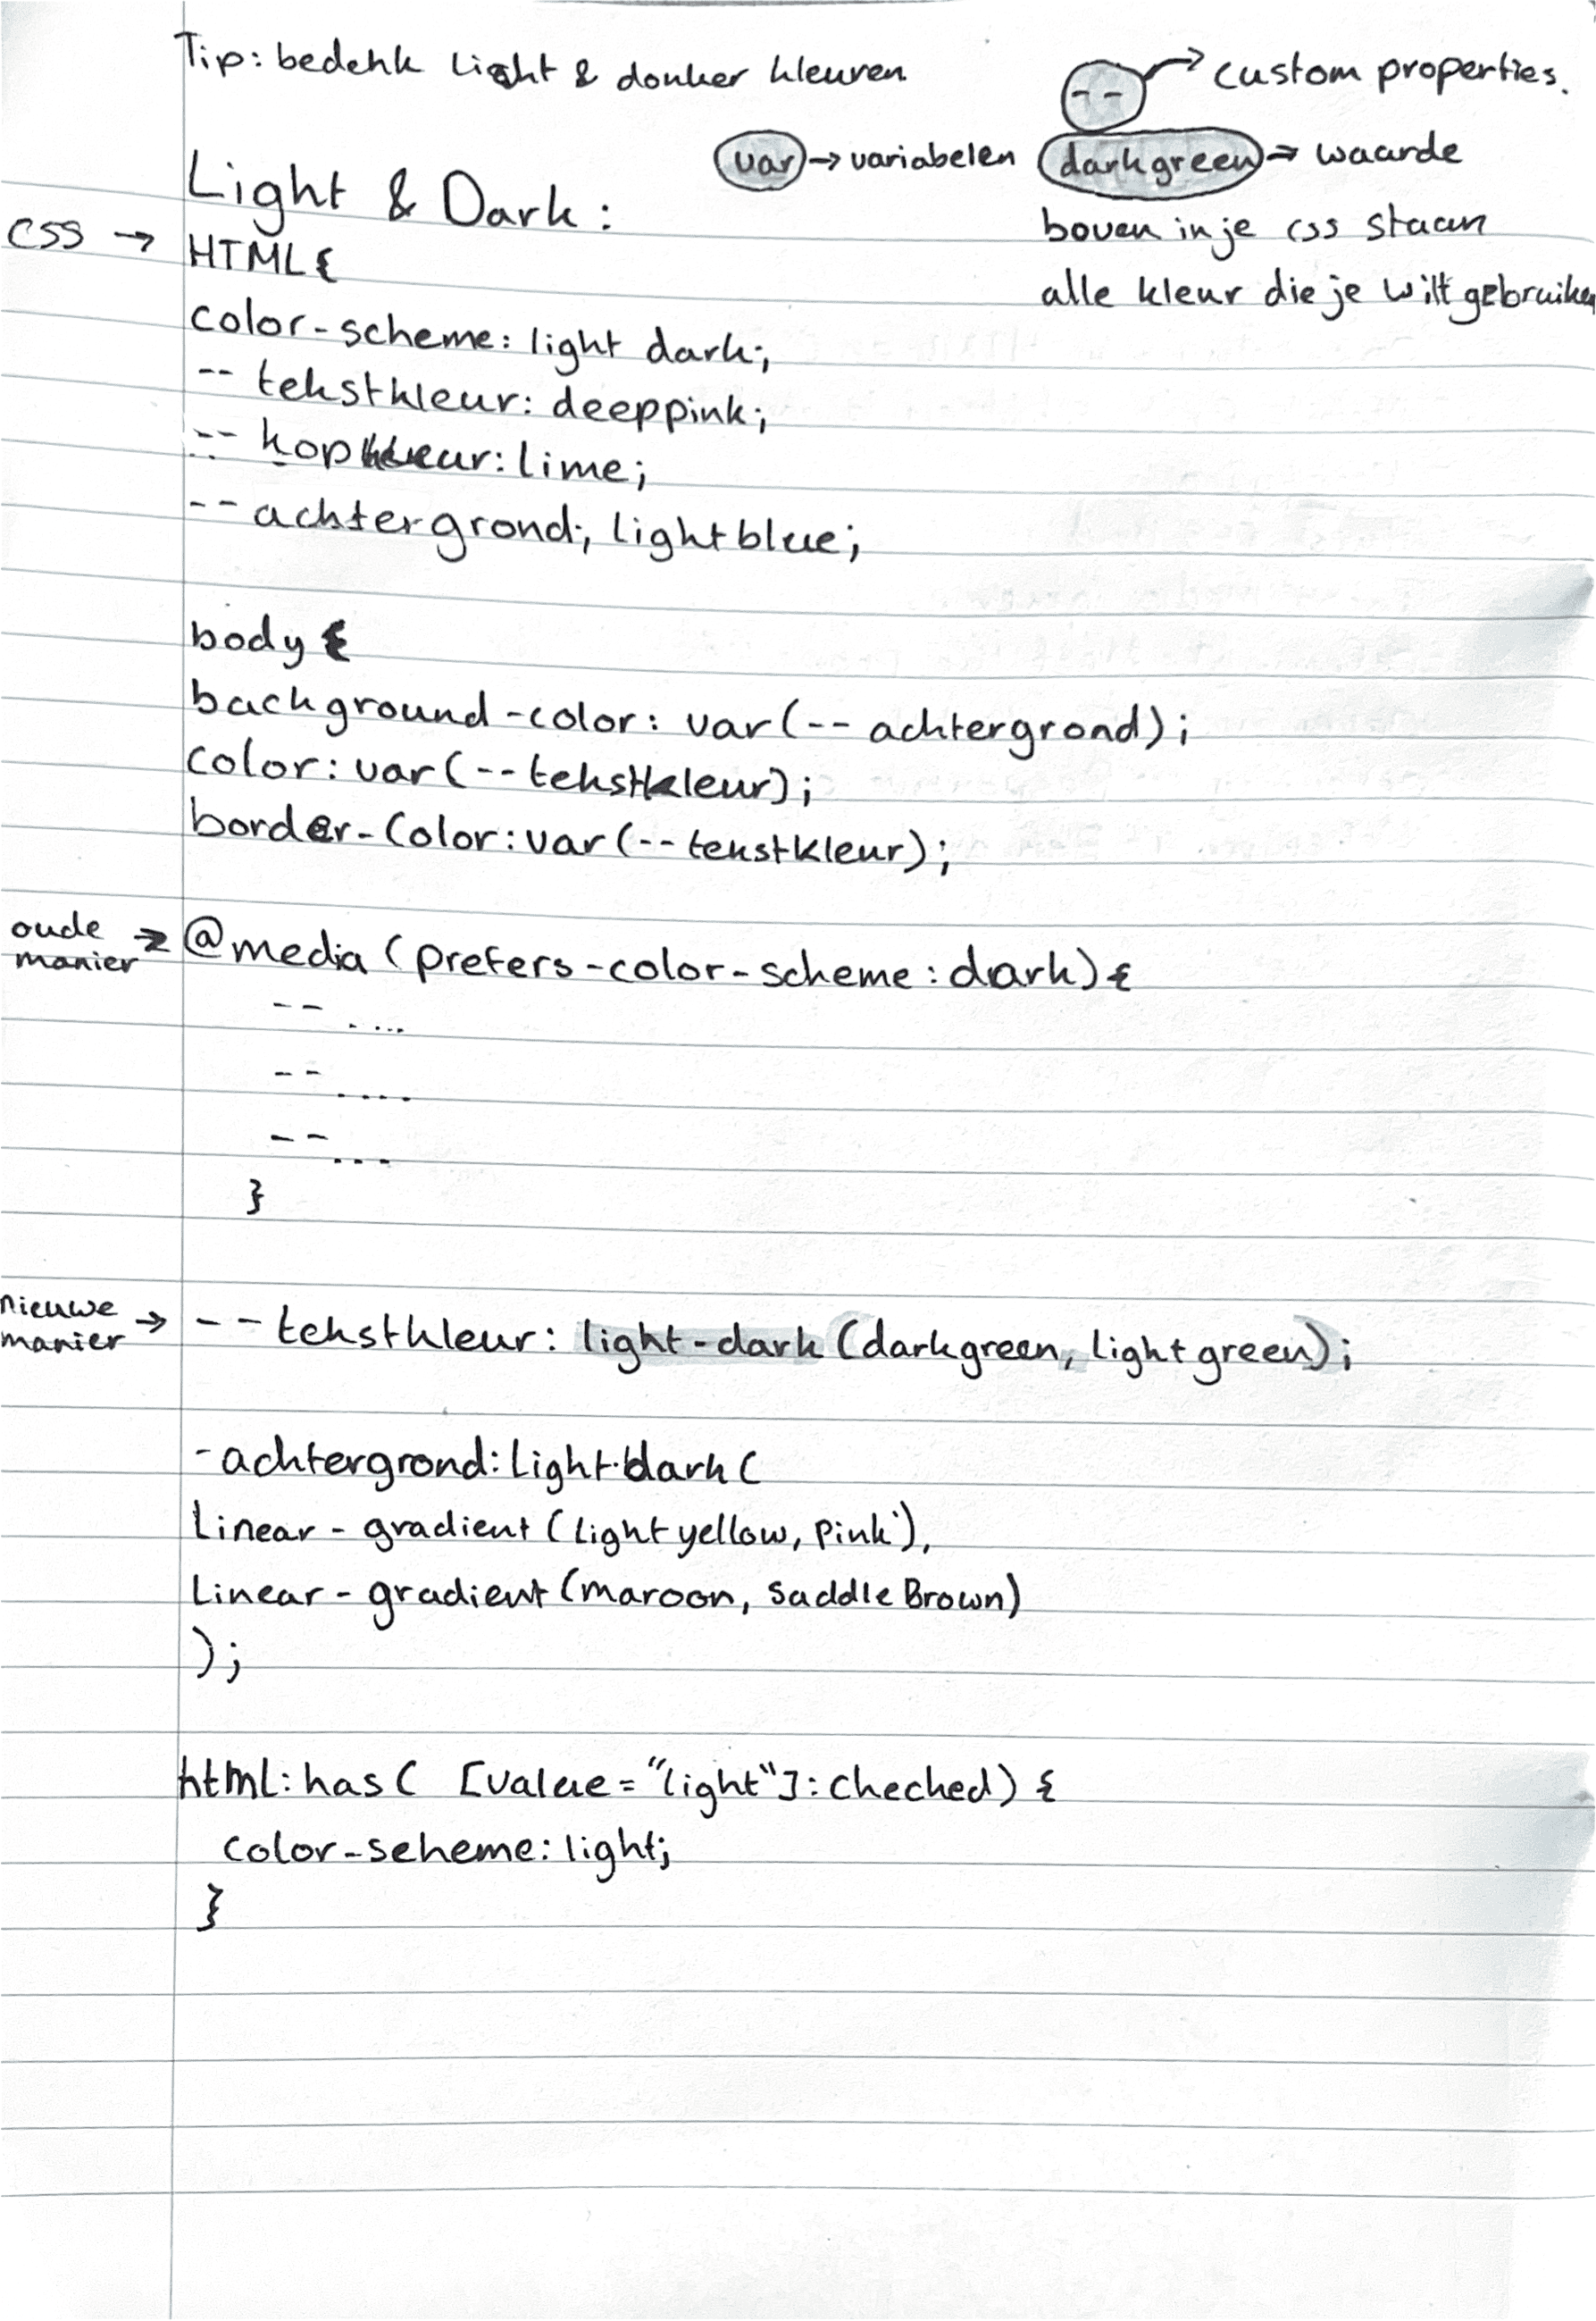 Tip: bedenk licht & donker kleuren
-- → custom properties.
var → variabelen
darkgreen → waarde
boven in je css staan
alle kleur die je wilt gebruiken
Light & Dark:
CSS → HTML{
color-scheme: light dark;
-- tekstkleur: deeppink;
-- kopkleur: lime;
-- achtergrond; lightblue;
body {
background-color: var(-- achtergrond);
color: var(--tekstkleur);
border-color: var(--tekstkleur);
oude manier → @media (prefers-color-scheme: dark){
-- ....
-- ....
-- ...
}
nieuwe manier → -- tekstkleur: light-dark (darkgreen, lightgreen);
- achtergrond: light-dark (
linear-gradient (lightyellow, pink),
linear-gradient (maroon, saddleBrown)
);
html:has( [value="light"]:checked) {
color-scheme: light;
}